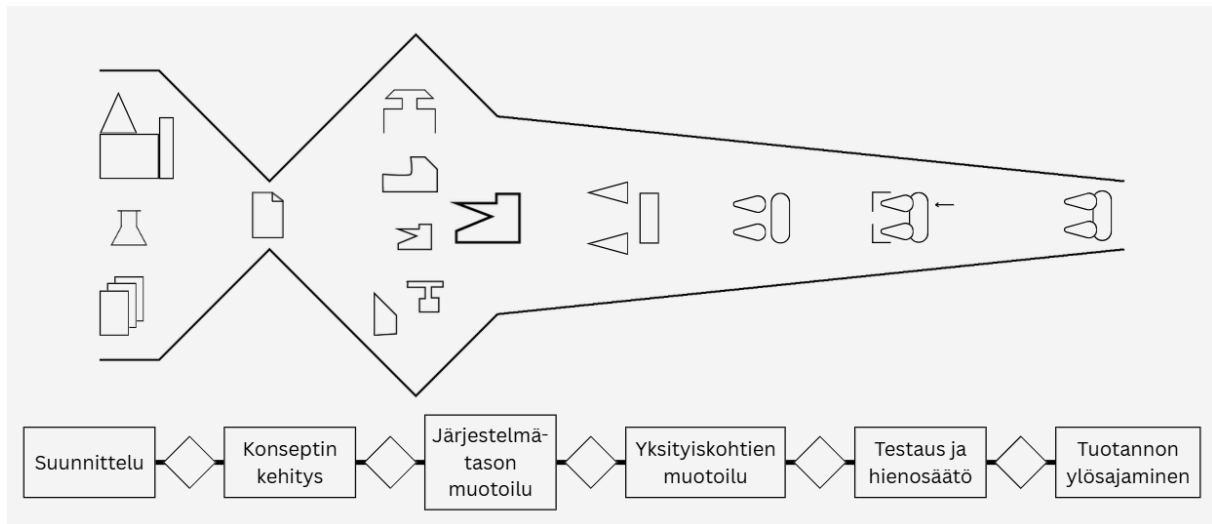 Suunnittelu
Konseptin
kehitys
Järjestelmä-
tason
muotoilu
Yksityiskohtien
muotoilu
Testaus ja
hienosäätö
Tuotannon
ylösajaminen